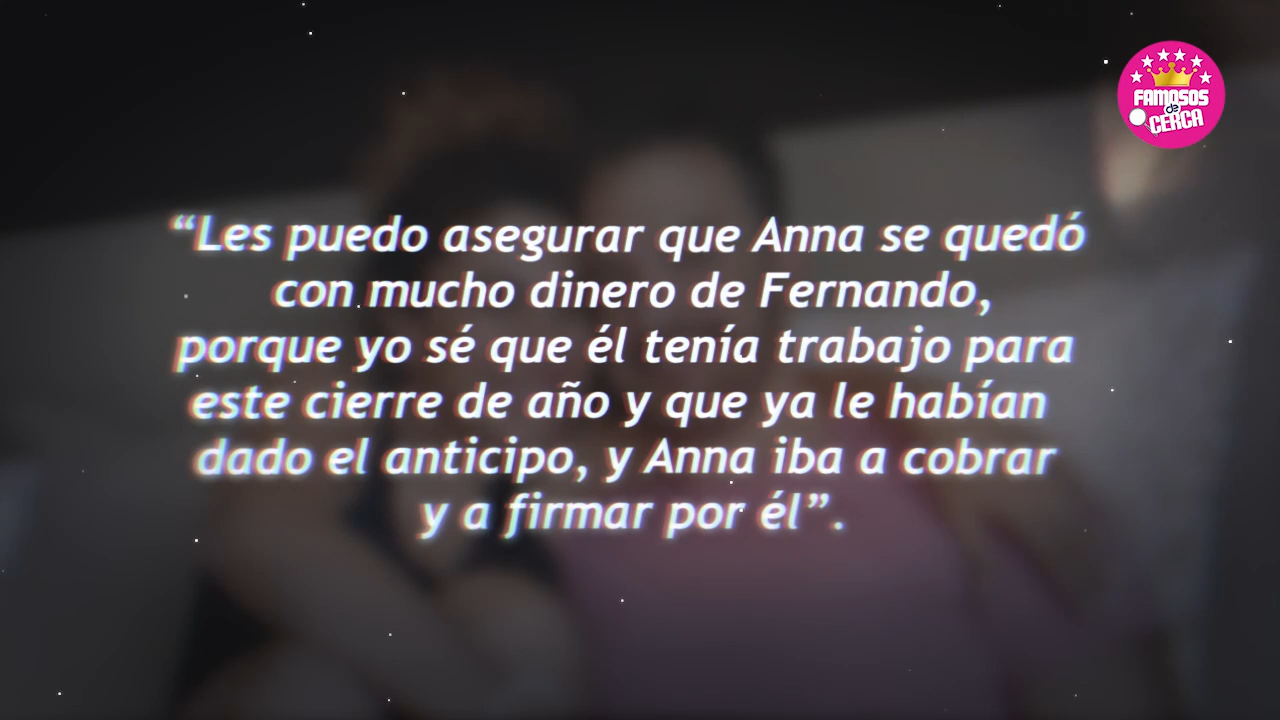 FAMOSOS
de
CERCA
“Les puedo asegurar que Anna se quedó
con mucho dinero de Fernando,
porque yo sé que él tenía trabajo para
este cierre de año y que ya le habían
dado el anticipo, y Anna iba a cobrar
y a firmar por él”.